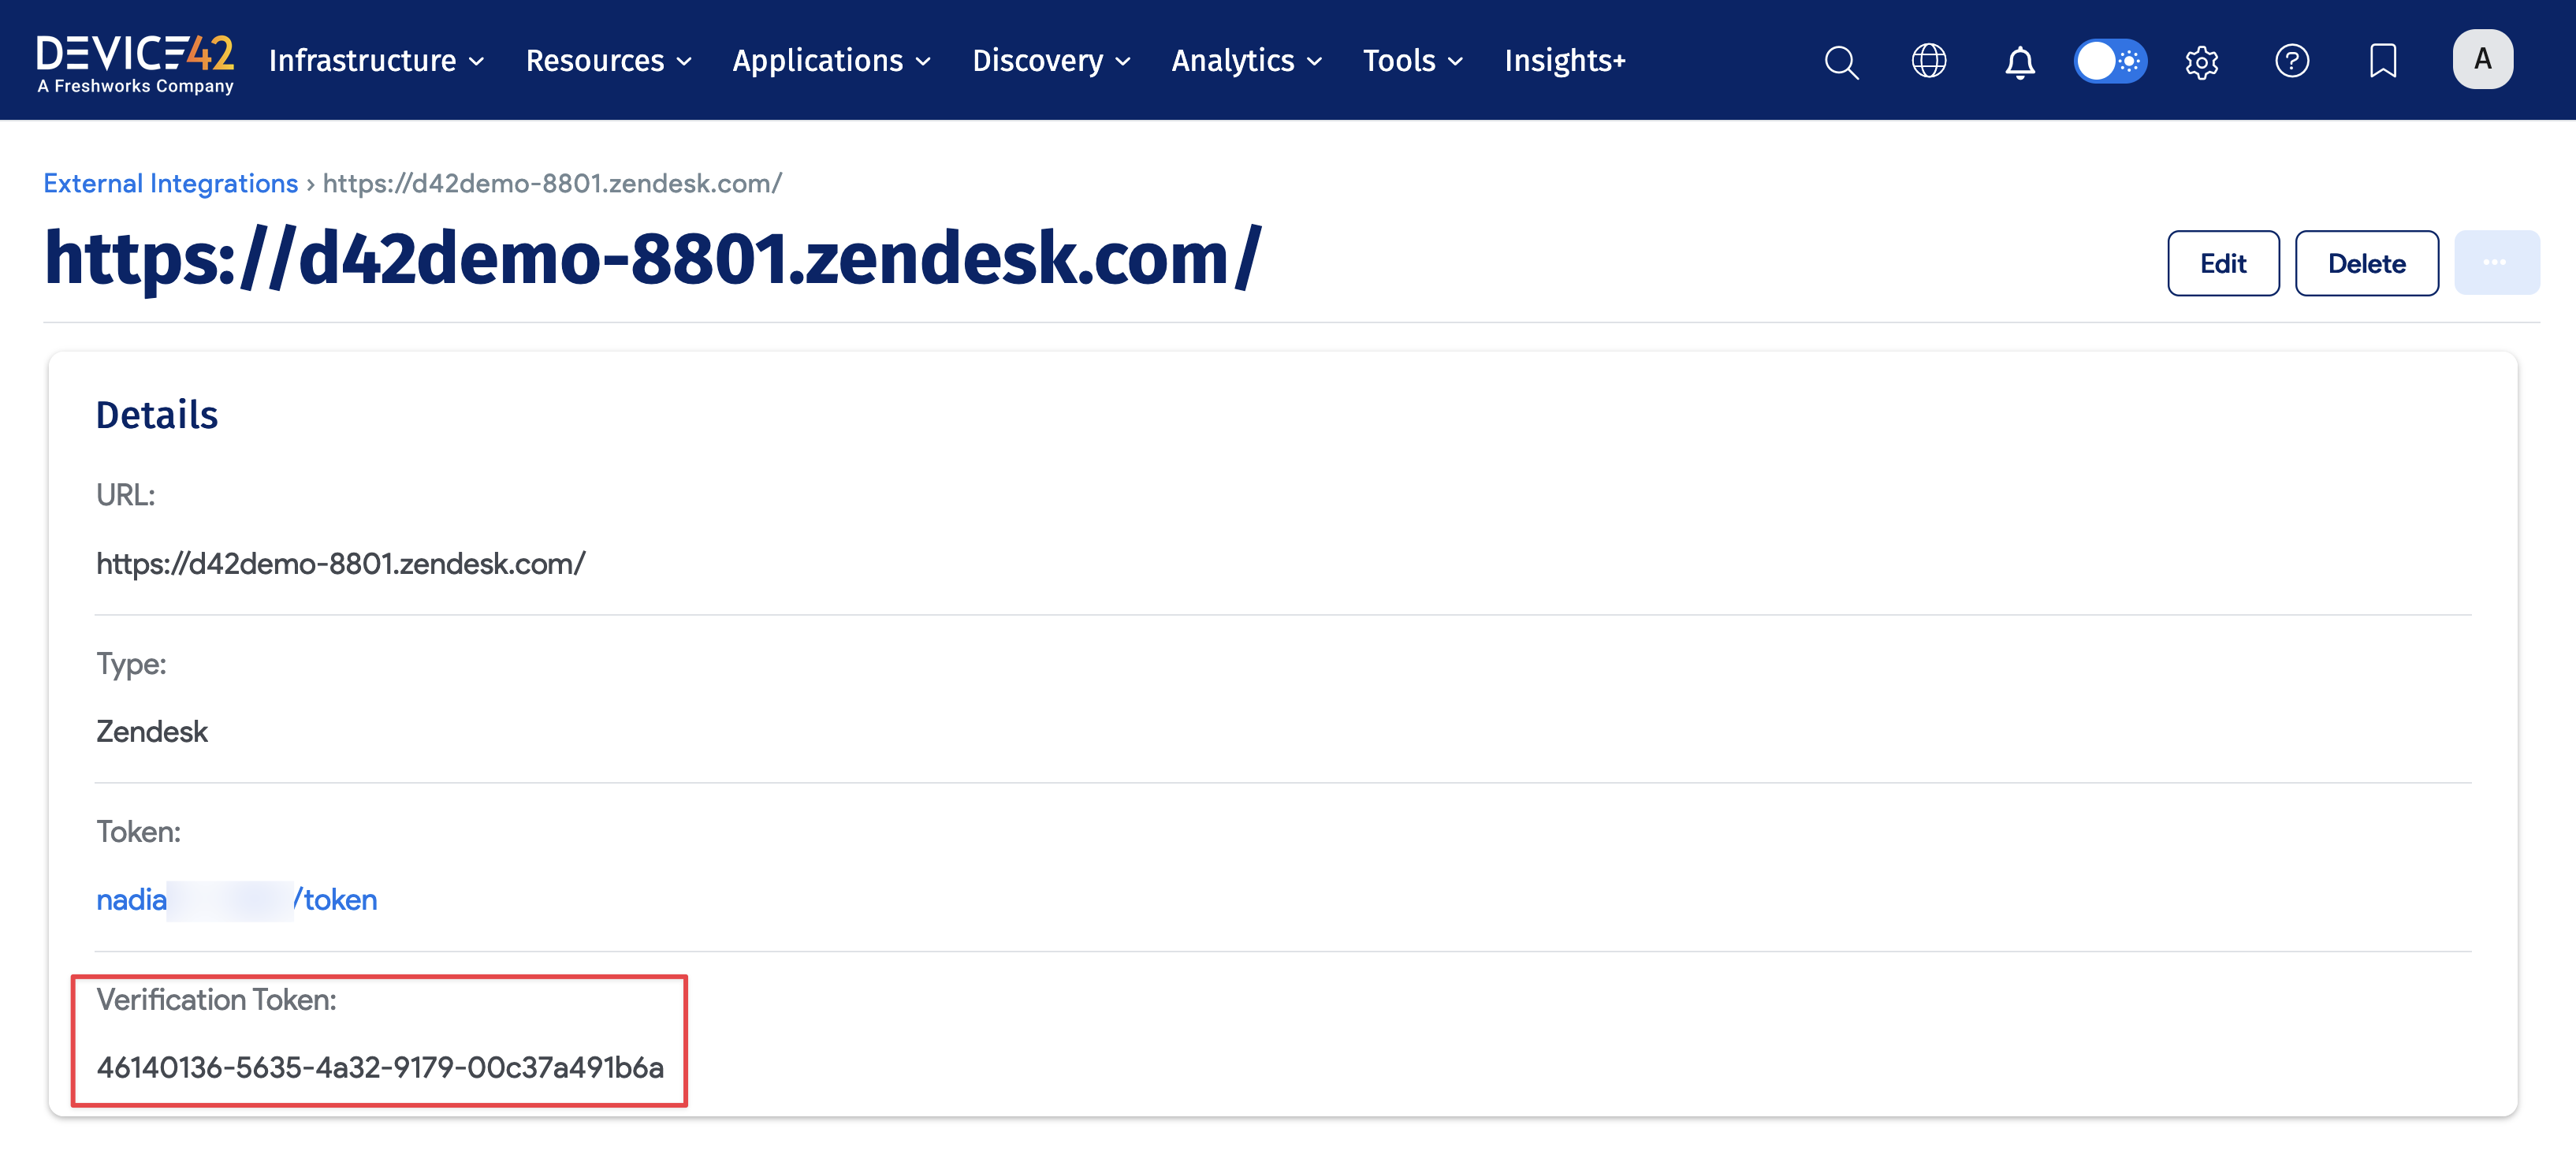 DEVICE42
A Freshworks Company
Infrastructure Resources Applications Discovery Analytics Tools Insights+
A
External Integrations › https://d42demo-8801.zendesk.com/
https://d42demo-8801.zendesk.com/
Edit Delete ...
Details
URL:
https://d42demo-8801.zendesk.com/
Type:
Zendesk
Token:
nadia /token
Verification Token:
46140136-5635-4a32-9179-00c37a491b6a